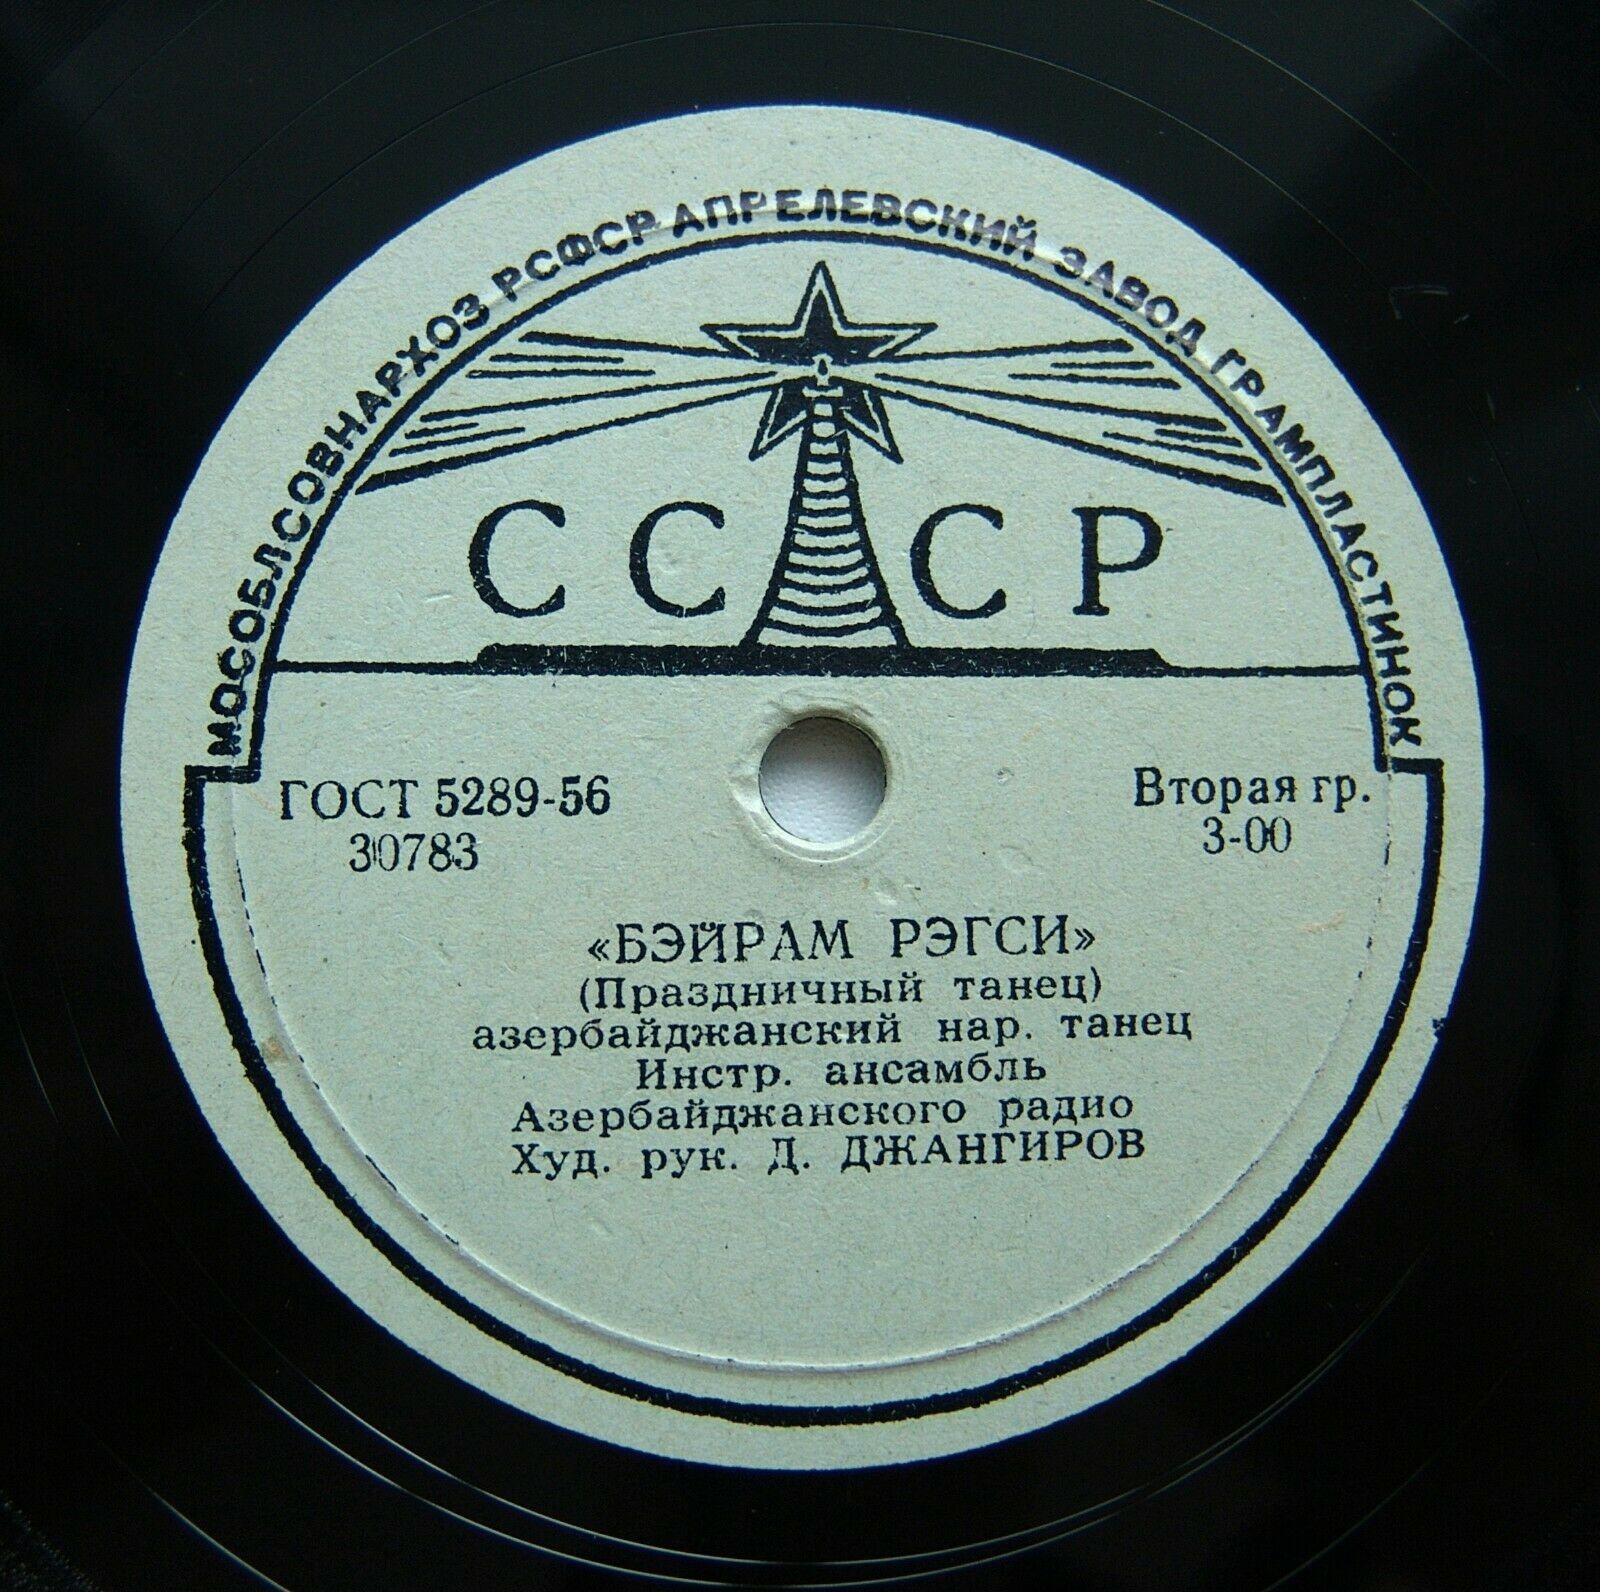 МОСОБЛСОВНАРХОЗ РСФСР АПРЕЛЕВСКИЙ ЗАВОД ГРАМПЛАСТИНОК
СССР
ГОСТ 5289-56
30783
Вторая гр.
3-00
«БЭЙРАМ РЭГСИ»
(Праздничный танец)
азербайджанский нар. танец
Инстр. ансамбль
Азербайджанского радио
Худ. рук. Д. ДЖАНГИРОВ